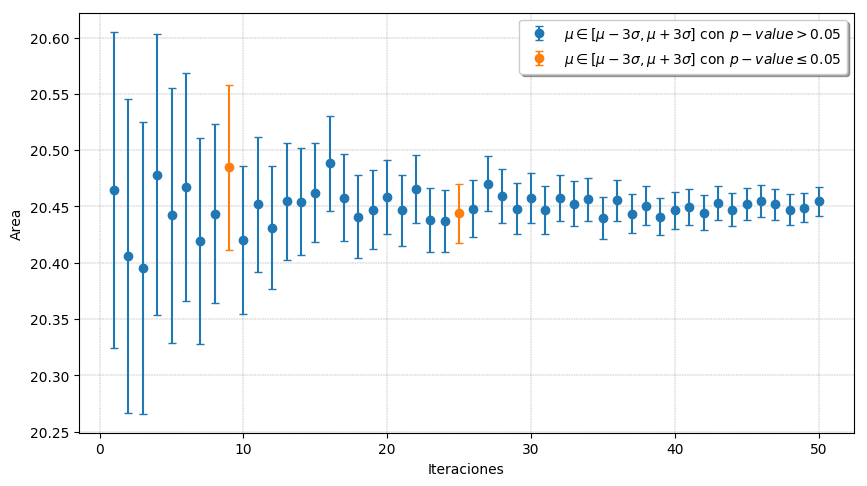 μ ∈ [μ − 3σ, μ + 3σ] con p − value > 0.05
μ ∈ [μ − 3σ, μ + 3σ] con p − value ≤ 0.05
20.60
20.55
20.50
20.45
20.40
20.35
20.30
20.25
Area
0 10 20 30 40 50
Iteraciones